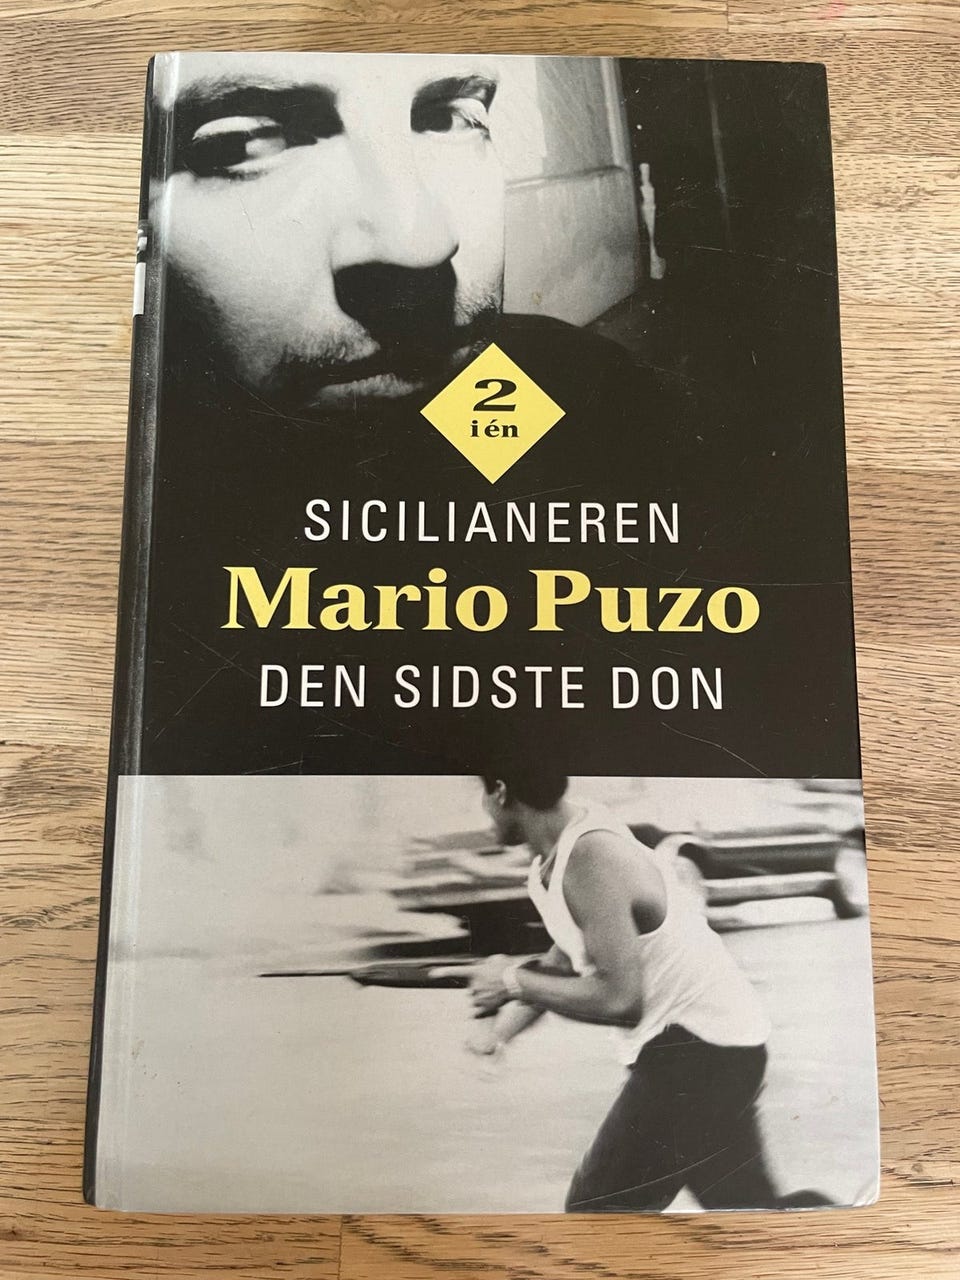 2
i én
SICILIANEREN
Mario Puzo
DEN SIDSTE DON